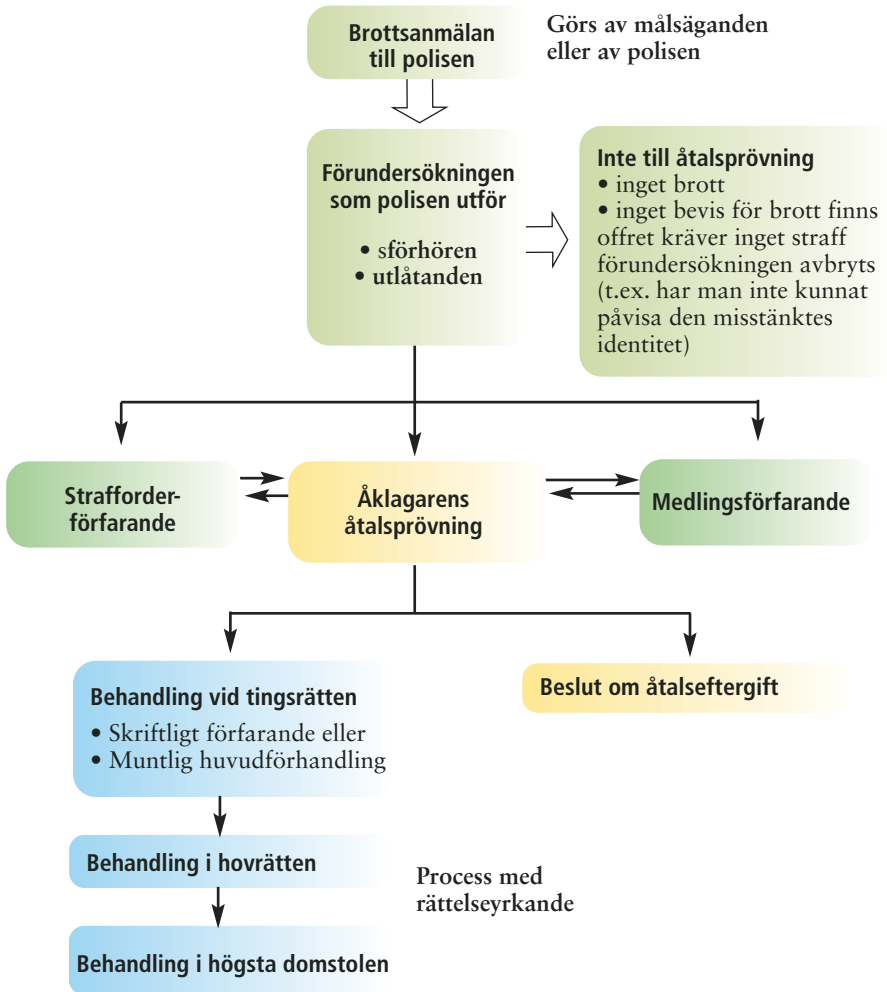 Brottsanmälan
till polisen
Görs av målsäganden
eller av polisen
Förundersökningen
som polisen utför
• sförhören
• utlåtanden
Inte till åtalsprövning
• inget brott
• inget bevis för brott finns
offret kräver inget straff
förundersökningen avbryts
(t.ex. har man inte kunnat
påvisa den misstänktes
identitet)
Strafforder-
förfarande
Åklagarens
åtalsprövning
Medlingsförfarande
Behandling vid tingsrätten
• Skriftligt förfarande eller
• Muntlig huvudförhandling
Beslut om åtalseftergift
Behandling i hovrätten
Process med
rättelseyrkande
Behandling i högsta domstolen